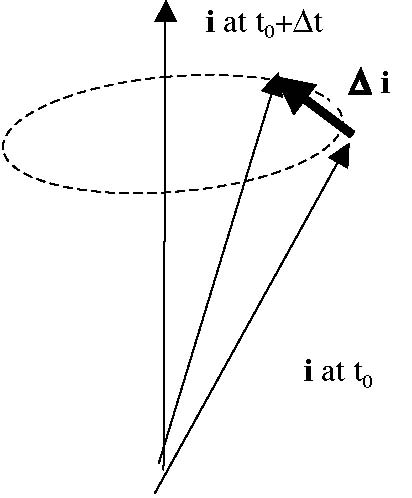 i at t₀+Δt
Δ i
i at t₀